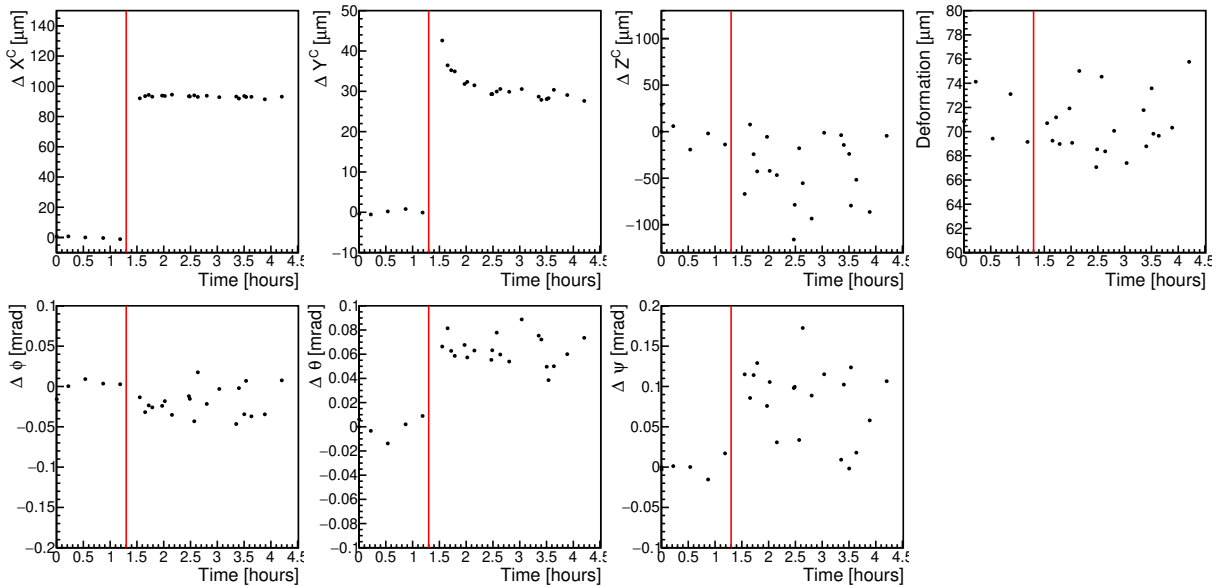 Δ X^C [μm]
140
120
100
80
60
40
20
0
0 0.5 1 1.5 2 2.5 3 3.5 4 4.5
Time [hours]
Δ Y^C [μm]
50
40
30
20
10
0
−10
0 0.5 1 1.5 2 2.5 3 3.5 4 4.5
Time [hours]
Δ Z^C [μm]
100
50
0
−50
−100
0 0.5 1 1.5 2 2.5 3 3.5 4 4.5
Time [hours]
Deformation [μm]
80
78
76
74
72
70
68
66
64
62
60
0 0.5 1 1.5 2 2.5 3 3.5 4 4.5
Time [hours]
Δ ϕ [mrad]
0.1
0.05
0
−0.05
−0.1
−0.15
−0.2
0 0.5 1 1.5 2 2.5 3 3.5 4 4.5
Time [hours]
Δ θ [mrad]
0.1
0.08
0.06
0.04
0.02
0
−0.02
−0.04
−0.06
−0.08
−0.1
0 0.5 1 1.5 2 2.5 3 3.5 4 4.5
Time [hours]
Δ ψ [mrad]
0.2
0.15
0.1
0.05
0
−0.05
−0.1
0 0.5 1 1.5 2 2.5 3 3.5 4 4.5
Time [hours]